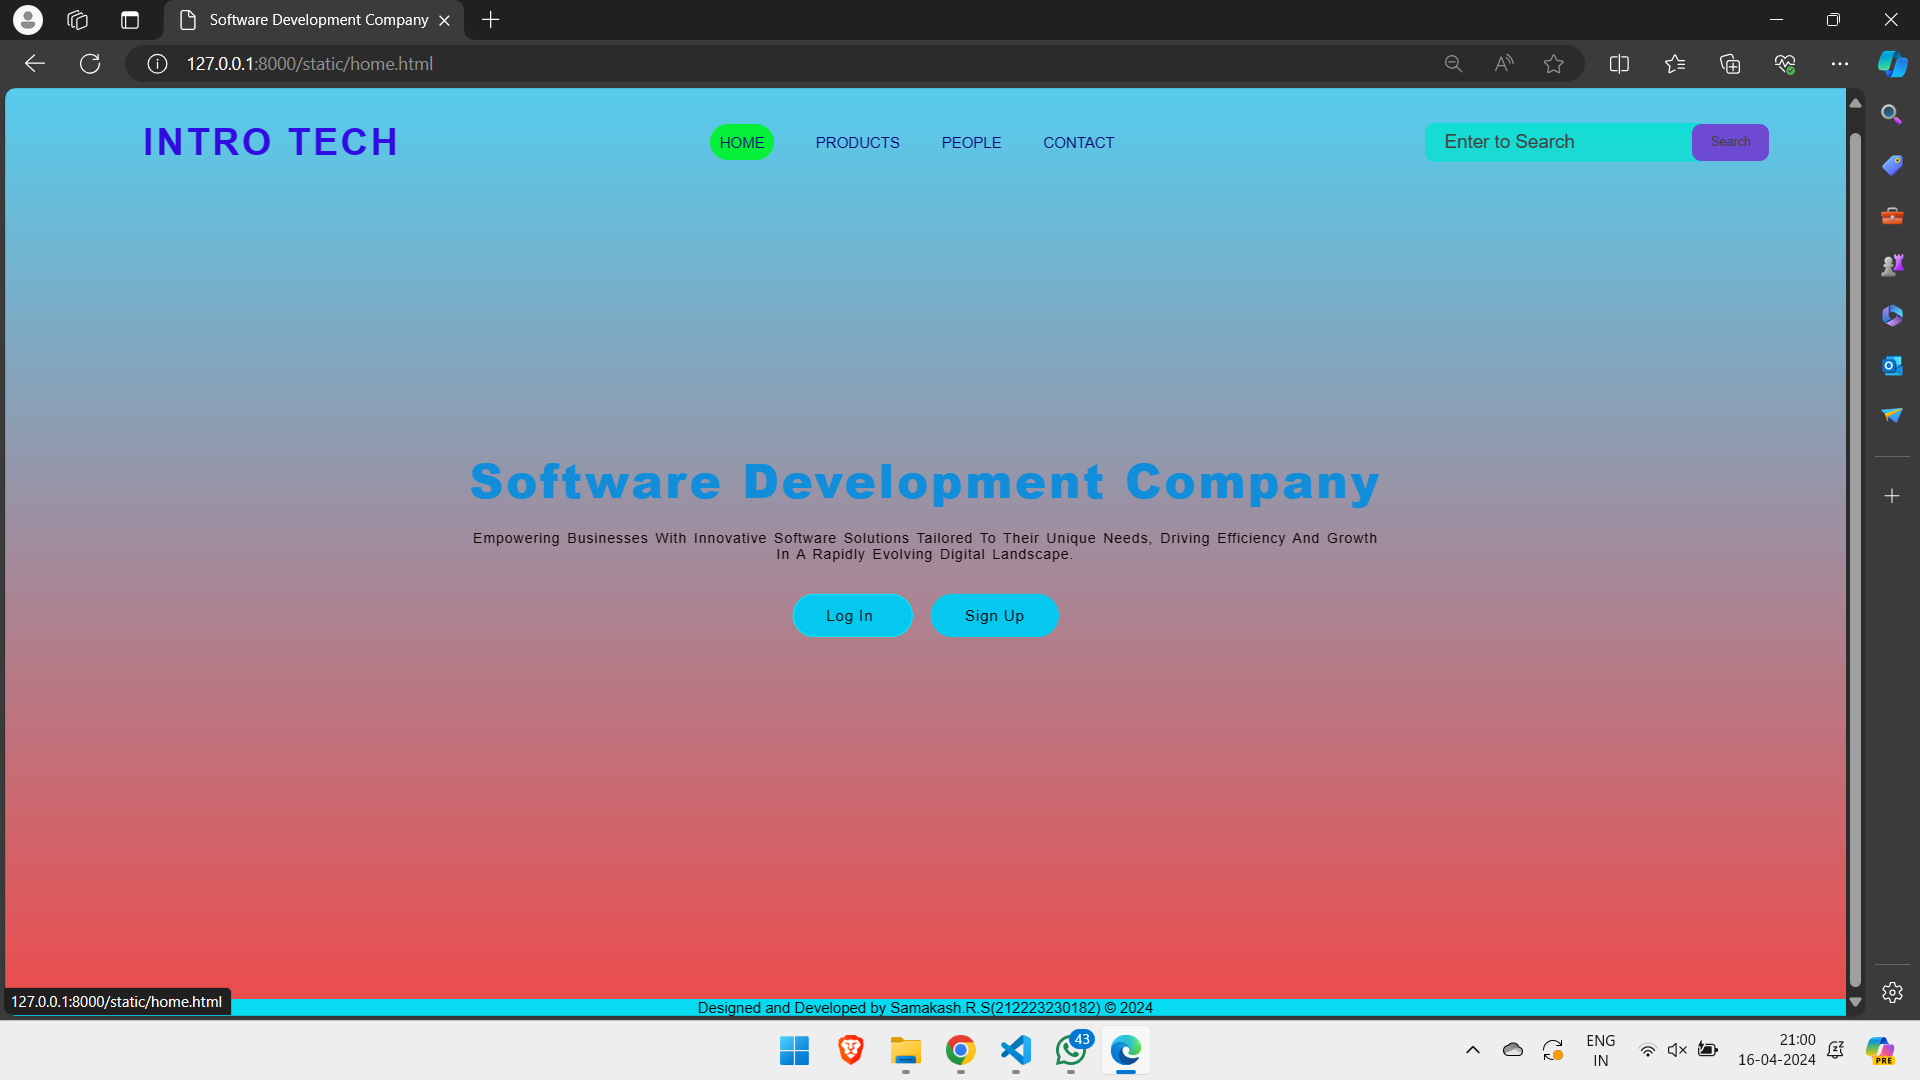 Software Development Company
127.0.0.1:8000/static/home.html
INTRO TECH
HOME PRODUCTS PEOPLE CONTACT
Enter to Search Search
Software Development Company
Empowering Businesses With Innovative Software Solutions Tailored To Their Unique Needs, Driving Efficiency And Growth
In A Rapidly Evolving Digital Landscape.
Log In Sign Up
127.0.0.1:8000/static/home.html
Designed and Developed by Samakash.R.S(212223230182) © 2024
43
ENG
IN
21:00
16-04-2024
PRE